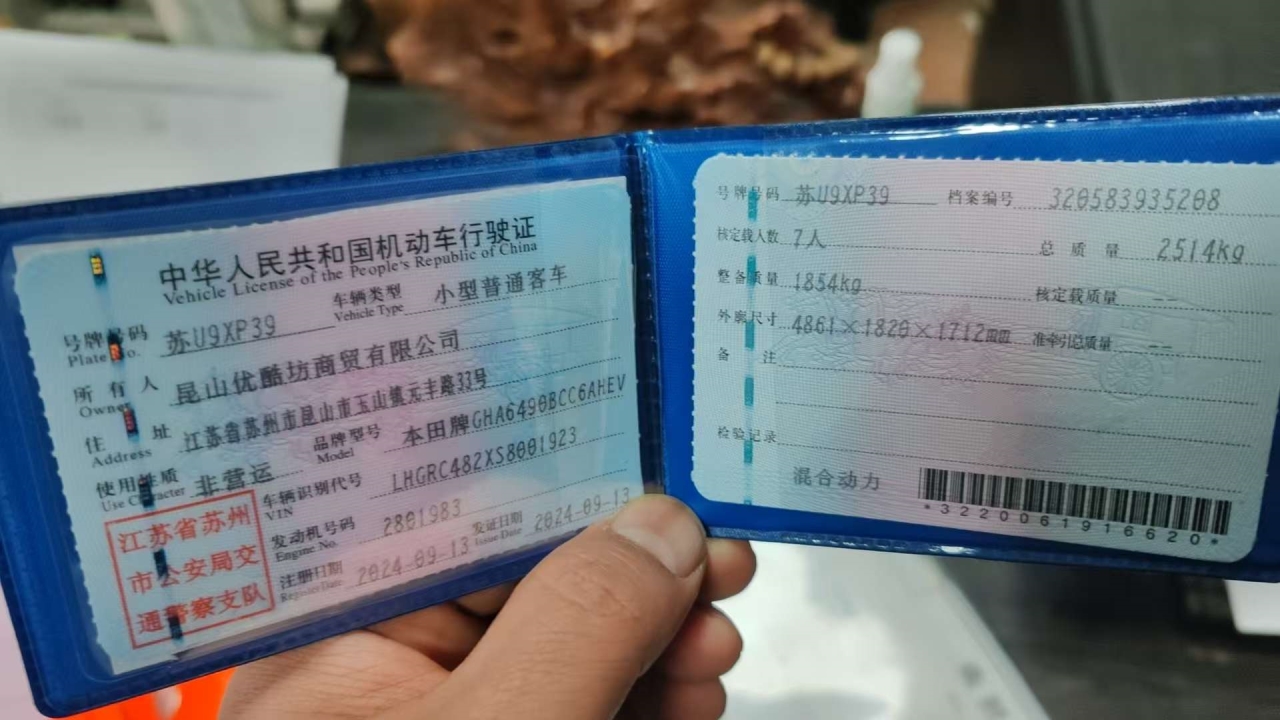 中华人民共和国机动车行驶证
Vehicle License of the People's Republic of China
号牌号码 苏U9XP39 车辆类型 小型普通客车
Plate No. Vehicle Type
所有人 昆山优酷坊商贸有限公司
Owner
住址 江苏省苏州市昆山市玉山镇元丰路33号
Address
使用性质 非营运 品牌型号 本田牌GHA6490BCC6AHEV
Use Character Model
车辆识别代号 LHGRC482XS8001923
VIN
发动机号码 2801983
Engine No.
注册日期 2024-09-13 发证日期 2024-09-13
Register Date Issue Date
江苏省苏州
市公安局交
通警察支队
号牌号码 苏U9XP39 档案编号 320583935208
核定载人数 7人 总质量 2514kg
整备质量 1854kg 核定载质量 --
外廓尺寸 4861×1820×1712mm 准牵引总质量 --
备注
检验记录
混合动力
*3220061916620*